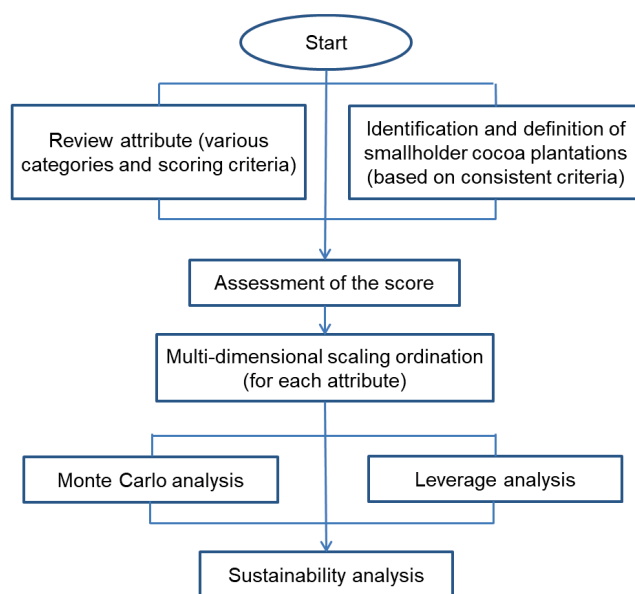 Start
Review attribute (various
categories and scoring criteria)
Identification and definition of
smallholder cocoa plantations
(based on consistent criteria)
Assessment of the score
Multi-dimensional scaling ordination
(for each attribute)
Monte Carlo analysis
Leverage analysis
Sustainability analysis